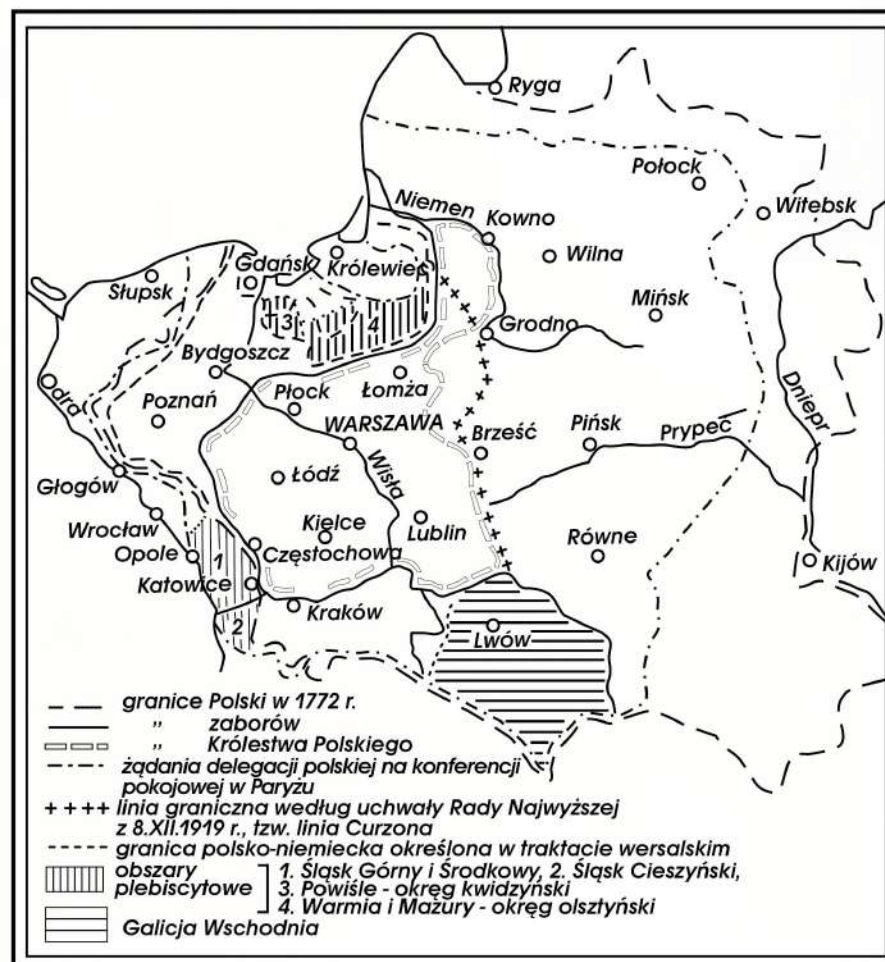 Ryga
Połock
Witebsk
Niemen
Kowno
Wilna
Gdańsk
Królewiec
Słupsk
Mińsk
3
4
Grodno
Bydgoszcz
Dniepr
Płock
Łomża
Odra
Poznań
WARSZAWA
Brześć
Pińsk
Prypeć
Wisła
Łódź
Głogów
Wrocław
Kielce
Lublin
Równe
Opole
1
Częstochowa
Kijów
Katowice
Kraków
2
Lwów
granice Polski w 1772 r.
„ zaborów
„ Królestwa Polskiego
żądania delegacji polskiej na konferencji
pokojowej w Paryżu
++++ linia graniczna według uchwały Rady Najwyższej
z 8.XII.1919 r., tzw. linia Curzona
granica polsko-niemiecka określona w traktacie wersalskim
obszary
plebiscytowe
1. Śląsk Górny i Środkowy, 2. Śląsk Cieszyński,
3. Powiśle - okręg kwidzyński
4. Warmia i Mazury - okręg olsztyński
Galicja Wschodnia